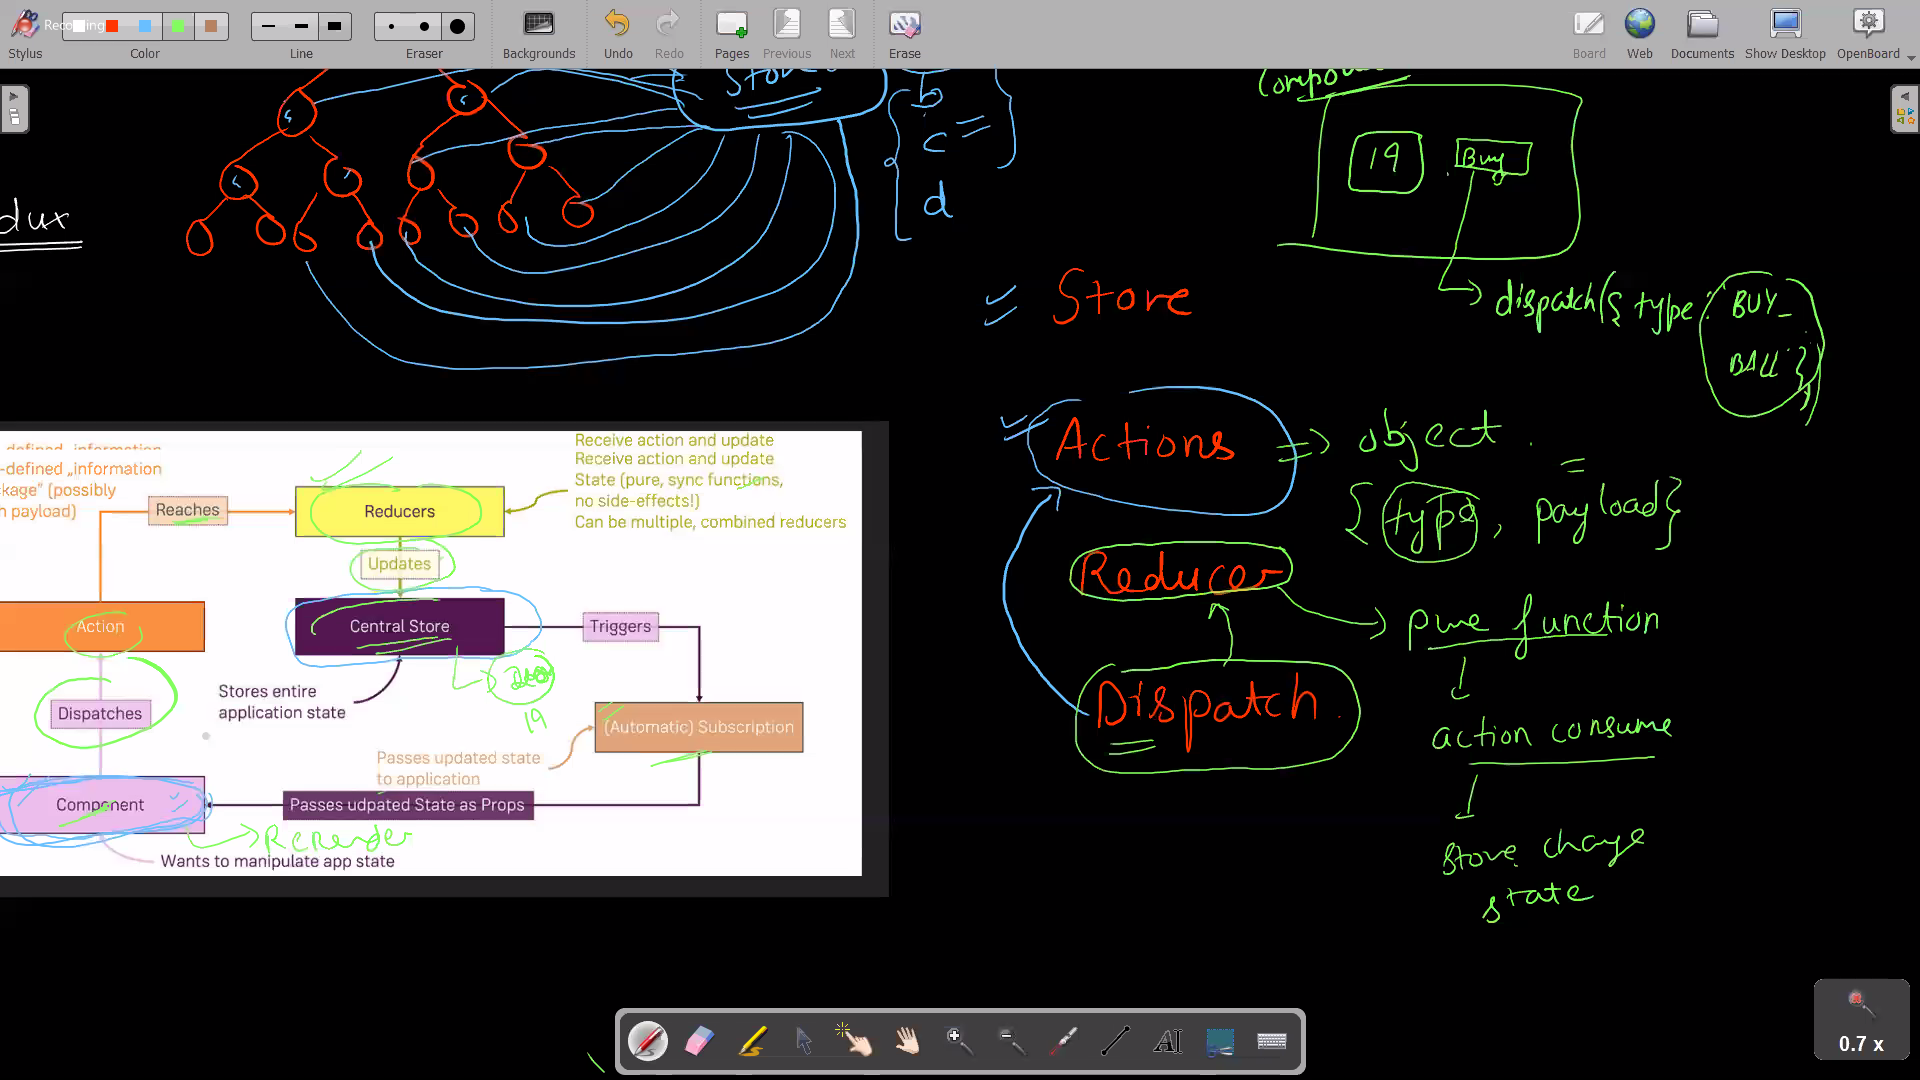 Recording
Stylus
Color
Line
Eraser
Backgrounds
Undo
Redo
Pages
Previous
Next
Erase
Board
Web
Documents
Show Desktop
OpenBoard
Store
b
c
d
dux
19
Buy
dispatch({ type: BUY_
BALL })
Store
Actions => object
{ type, payload }
Reducer
pure function
Dispatch
action consume
store change
state
-defined „information
kage" (possibly
h payload)
Reaches
Reducers
Receive action and update
Receive action and update
State (pure, sync functions,
no side-effects!)
Can be multiple, combined reducers
Updates
Action
Central Store
Triggers
19
Dispatches
Stores entire
application state
(Automatic) Subscription
Passes updated state
to application
Component
Passes udpated State as Props
ReRender
Wants to manipulate app state
0.7 x